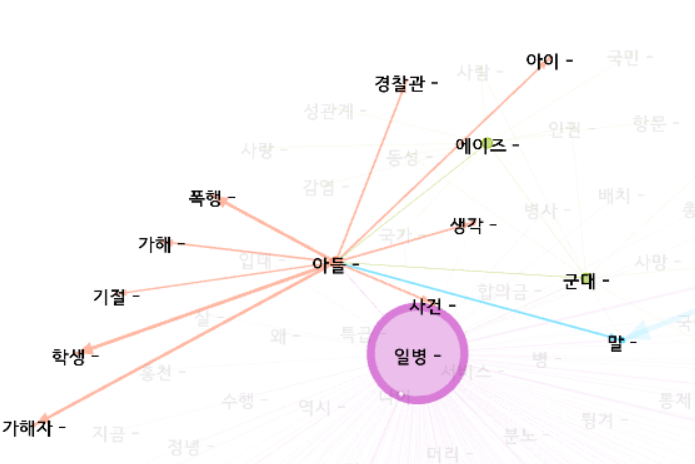 아이 -
국민 -
사람 -
경찰관 -
성관계 -
항문 -
인권 -
에이즈 -
사랑 -
동성 -
감염 -
배치 -
폭행 -
병사 -
생각 -
국가 -
가해 -
입대 -
아들 -
사망 -
군대 -
합의금 -
기절 -
사건 -
살 -
왜 -
특급
말 -
국
일병 -
학생 -
병 -
홍천 -
서비스 -
수행 -
역시 -
통제
가해자 -
지금 -
정녕 -
분노 -
머리 -